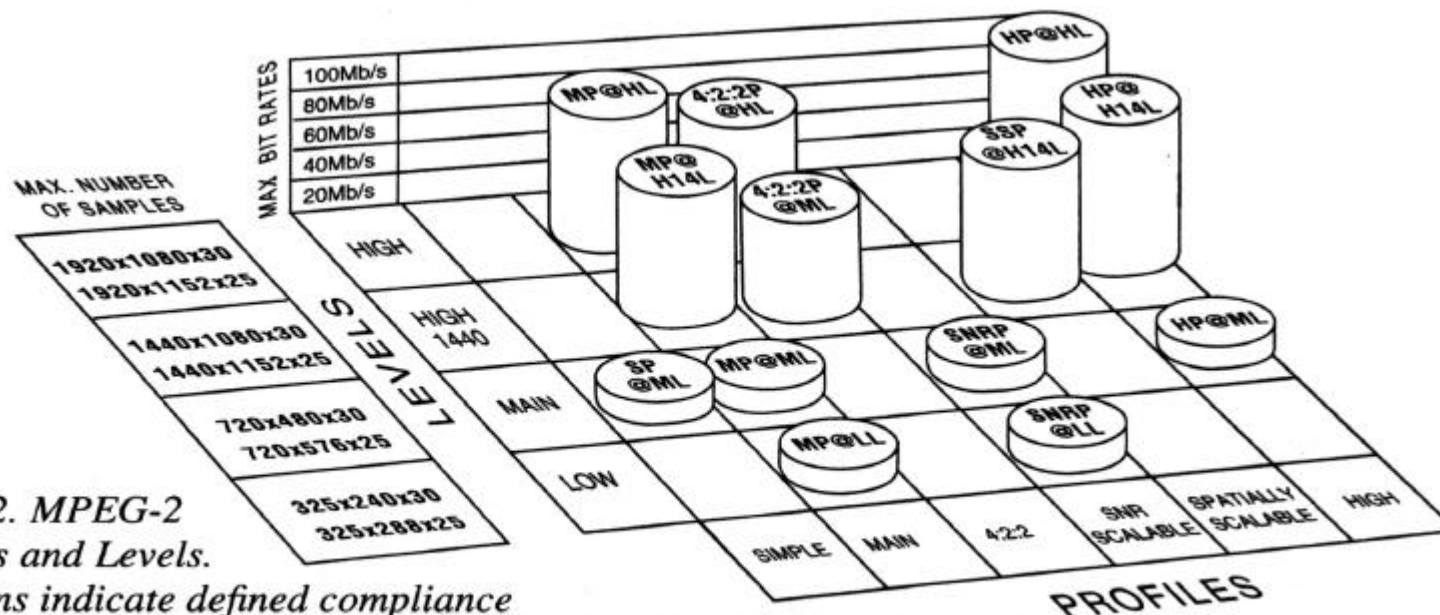 MAX BIT RATES
100Mb/s
80Mb/s
60Mb/s
40Mb/s
20Mb/s
MP@HL
4:2:2P
@HL
HP@HL
HP@
H14L
MP@
H14L
4:2:2P
@ML
SSP
@H14L
MAX. NUMBER
OF SAMPLES
1920x1080x30
1920x1152x25
1440x1080x30
1440x1152x25
720x480x30
720x576x25
325x240x30
325x288x25
LEVELS
HIGH
HIGH
1440
MAIN
LOW
SP
@ML
MP@ML
SNRP
@ML
HP@ML
MP@LL
SNRP
@LL
SIMPLE
MAIN
4:2:2
SNR
SCALABLE
SPATIALLY
SCALABLE
HIGH
PROFILES
2. MPEG-2
s and Levels.
ns indicate defined compliance